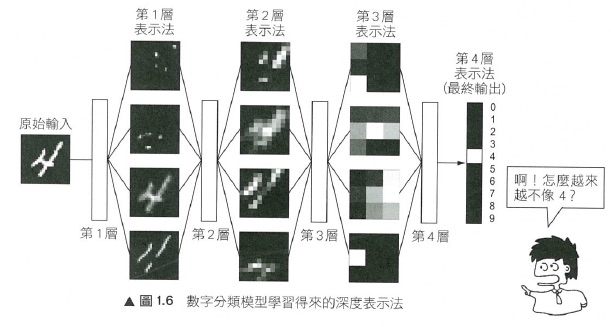 第1層
表示法
第2層
表示法
第3層
表示法
第4層
表示法
(最終輸出)
原始輸入
0
1
2
3
4
5
6
7
8
9
第1層
第2層
第3層
第4層
啊！怎麼越來
越不像 4？
▲ 圖 1.6 數字分類模型學習得來的深度表示法